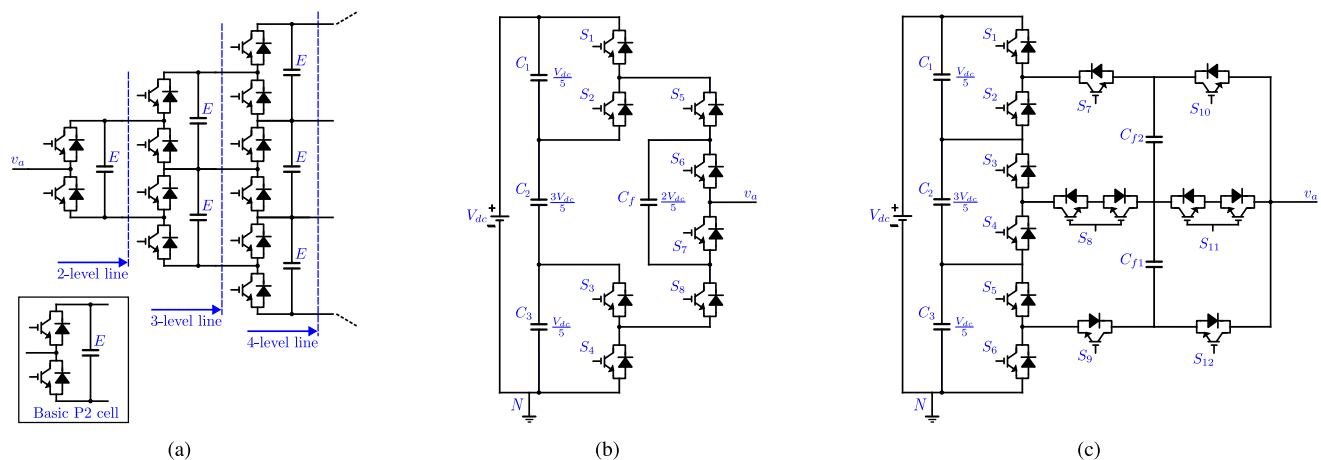 v_a
E
E
E
E
E
E
2-level line
3-level line
4-level line
E
Basic P2 cell
(a)
V_dc
+
-
C_1
V_dc/5
C_2
3V_dc/5
C_3
V_dc/5
S_1
S_2
S_3
S_4
S_5
S_6
S_7
S_8
C_f
2V_dc/5
v_a
N
(b)
V_dc
+
-
C_1
V_dc/5
C_2
3V_dc/5
C_3
V_dc/5
S_1
S_2
S_3
S_4
S_5
S_6
S_7
S_8
S_9
S_10
S_11
S_12
C_f2
C_f1
v_a
N
(c)